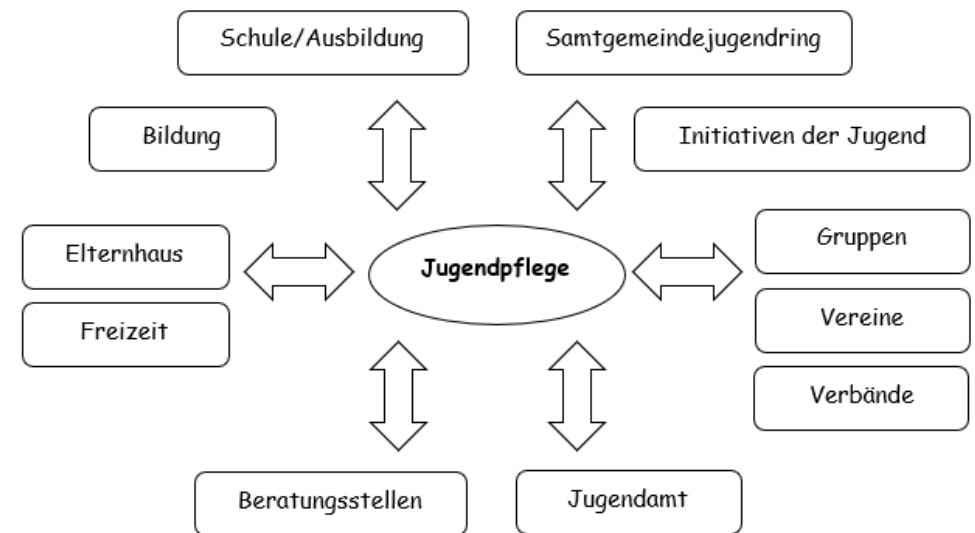 Schule/Ausbildung
Samtgemeindejugendring
Bildung
Initiativen der Jugend
Elternhaus
Jugendpflege
Gruppen
Freizeit
Vereine
Verbände
Beratungsstellen
Jugendamt